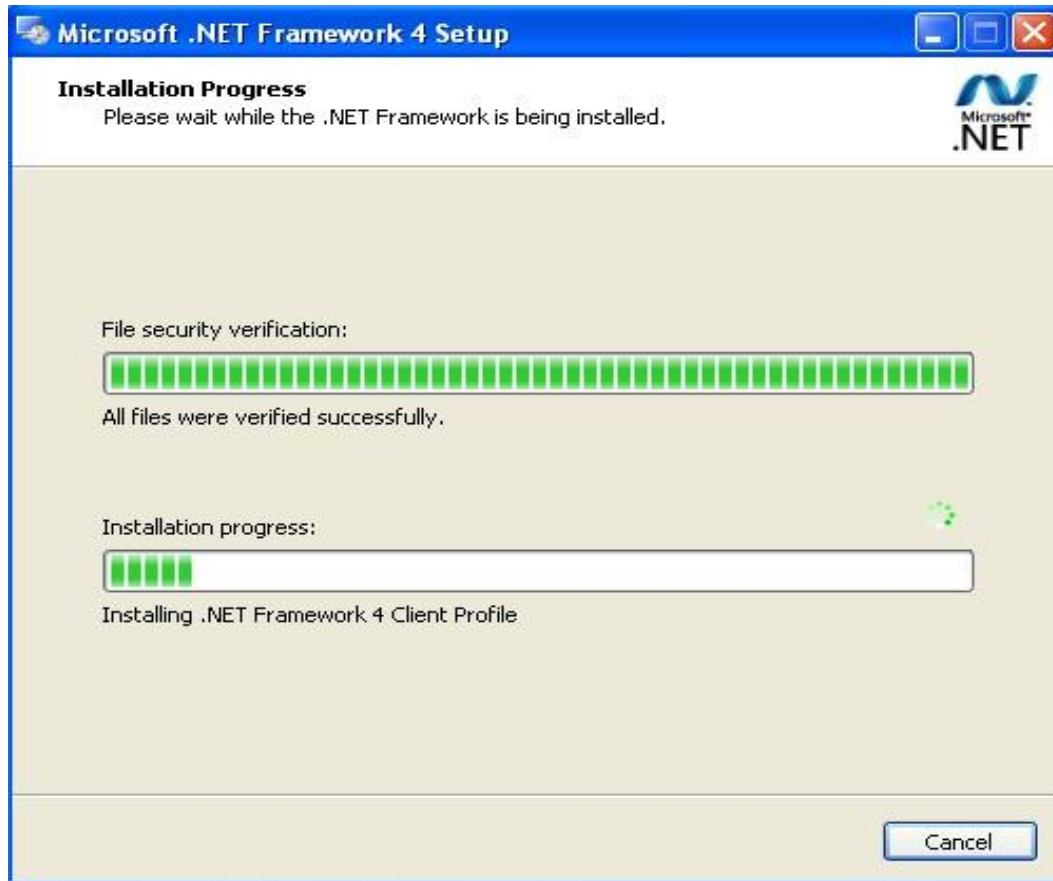 Microsoft .NET Framework 4 Setup
Installation Progress
Please wait while the .NET Framework is being installed.
Microsoft
.NET
File security verification:
All files were verified successfully.
Installation progress:
Installing .NET Framework 4 Client Profile
Cancel